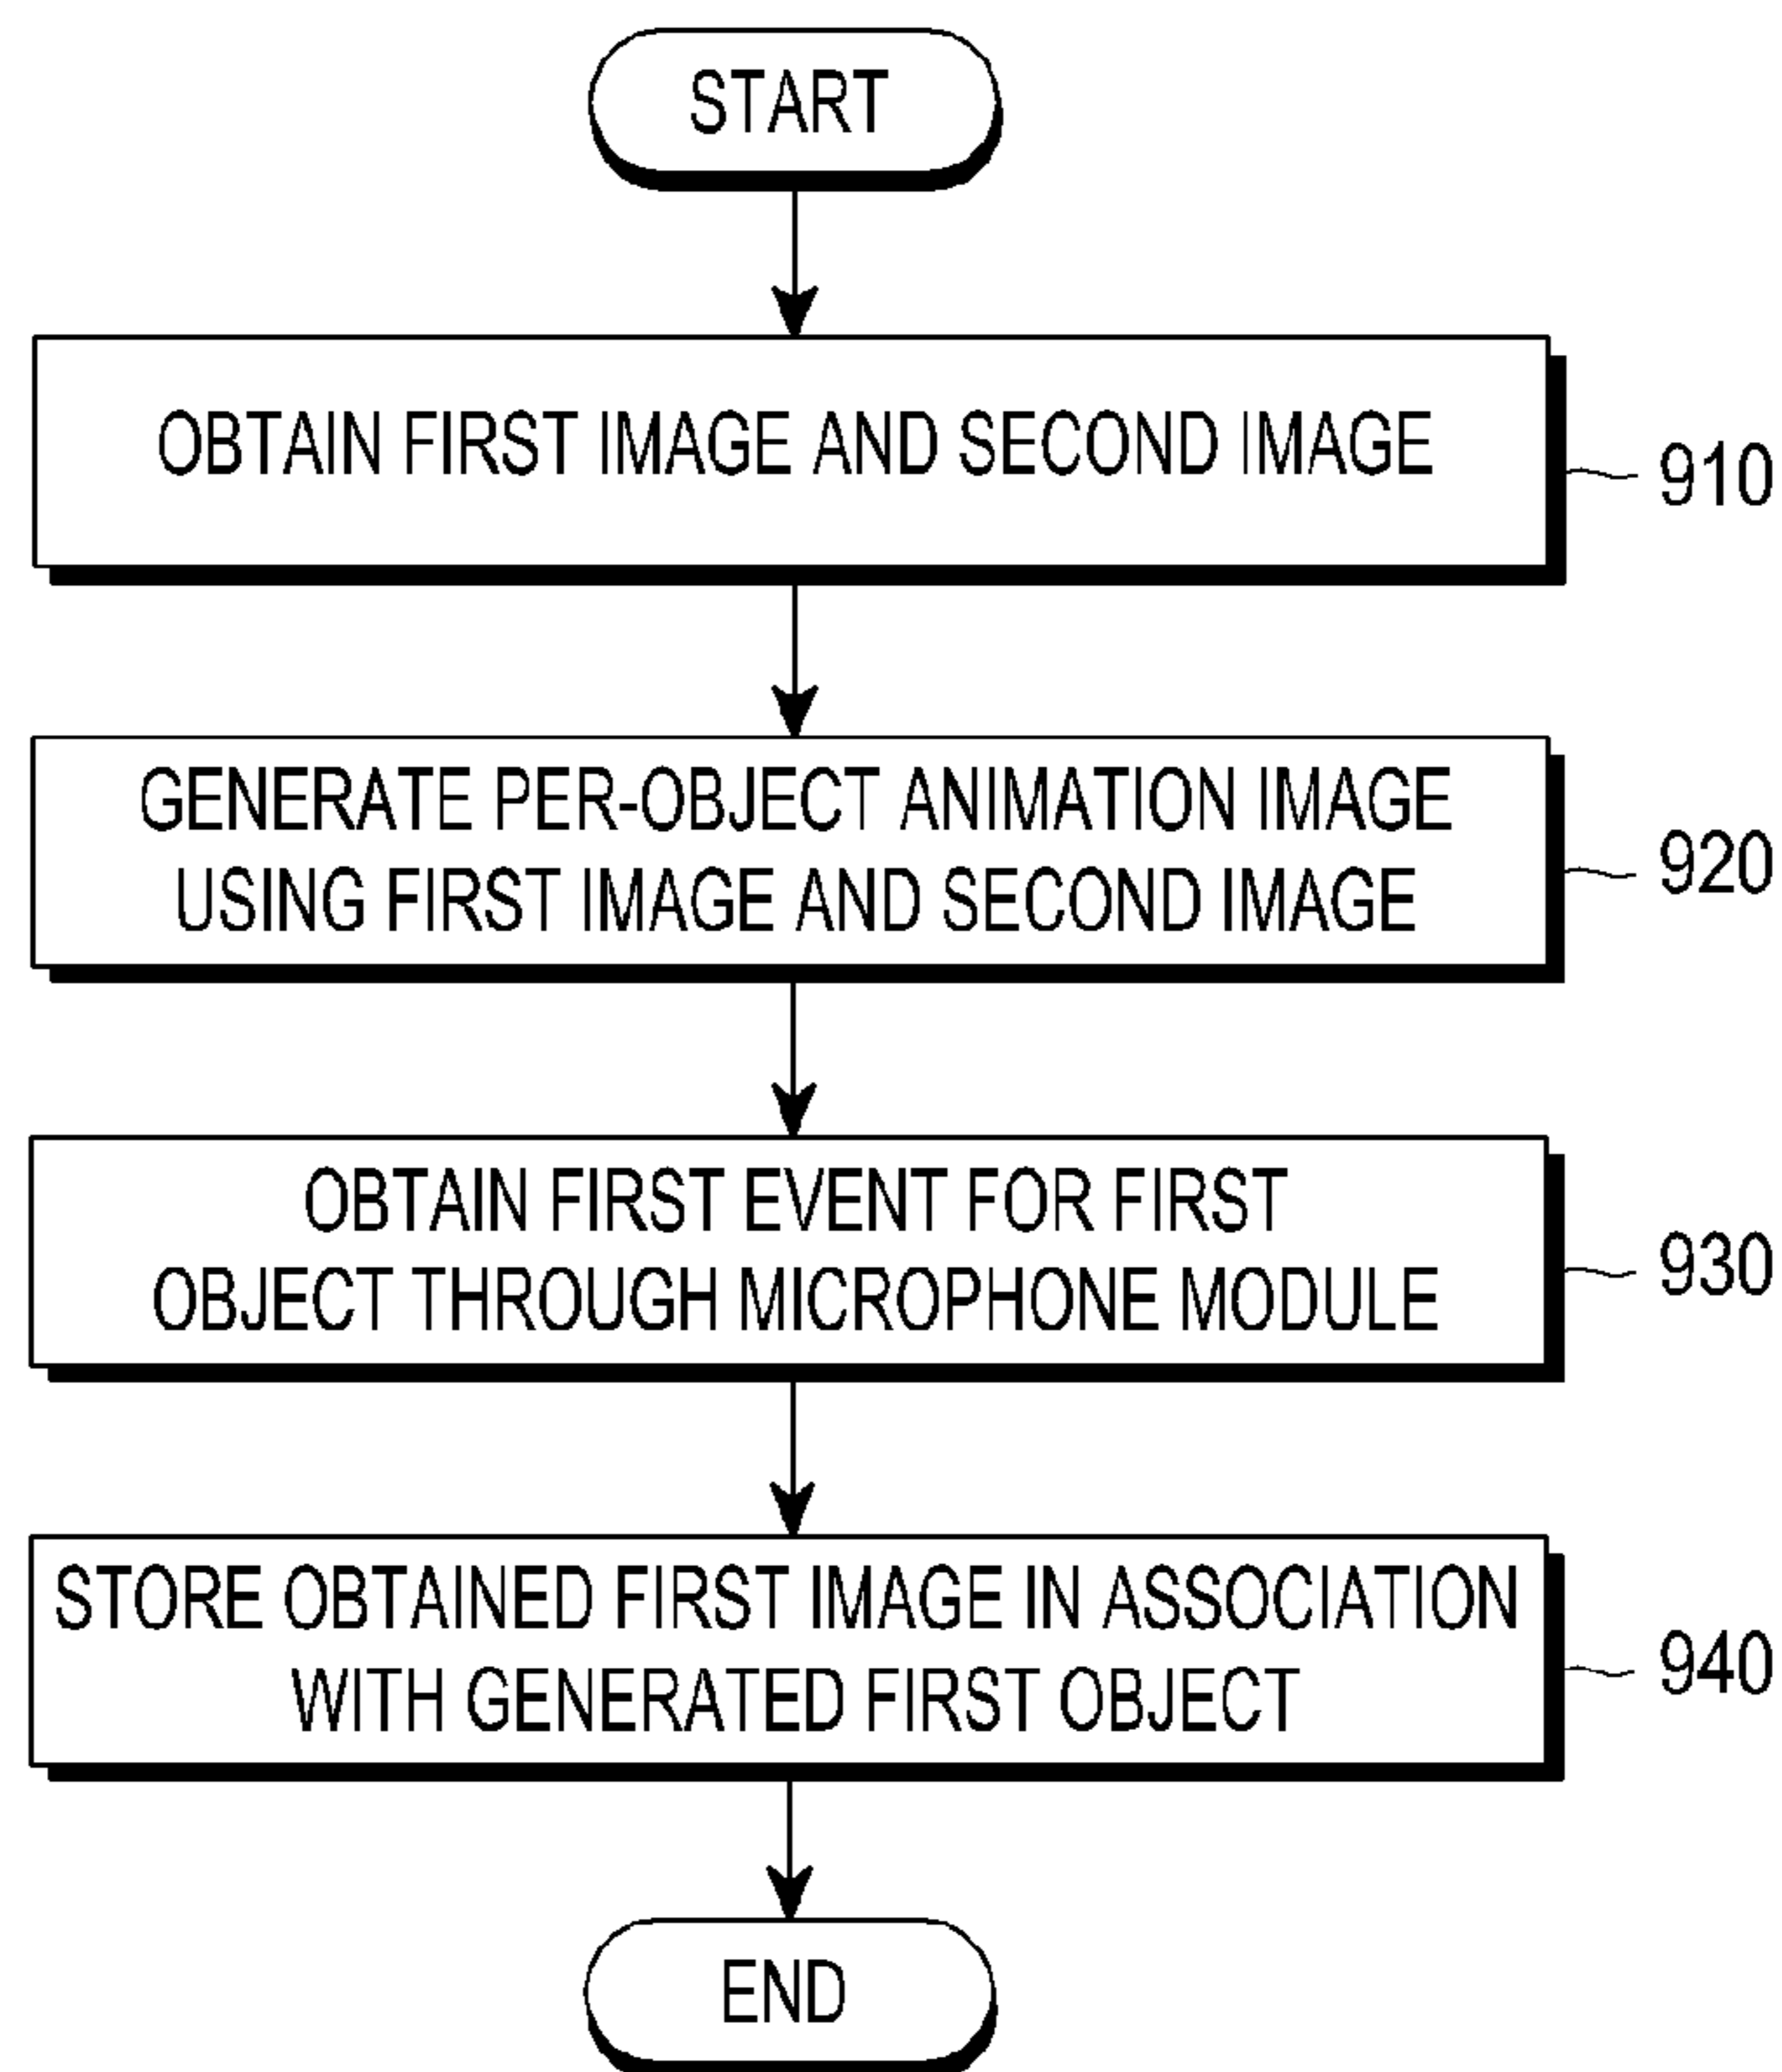 START
OBTAIN FIRST IMAGE AND SECOND IMAGE
910
GENERATE PER-OBJECT ANIMATION IMAGE
USING FIRST IMAGE AND SECOND IMAGE
920
OBTAIN FIRST EVENT FOR FIRST
OBJECT THROUGH MICROPHONE MODULE
930
STORE OBTAINED FIRST IMAGE IN ASSOCIATION
WITH GENERATED FIRST OBJECT
940
END